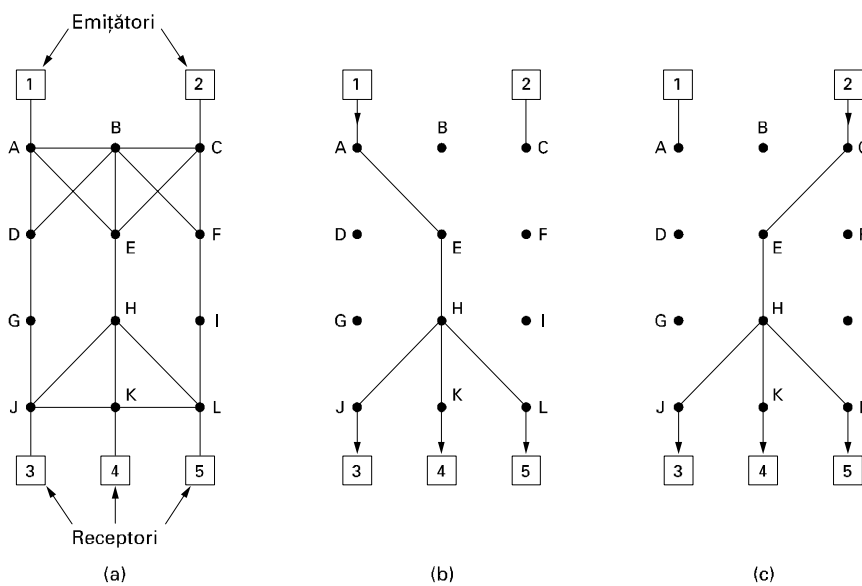 Emițători
1 2 1 2 1 2
B B B
A C A C A C
D E F D E F D E F
H H H
G I G I G
K K K
J L J L J L
3 4 5 3 4 5 3 4 5
Receptori
(a) (b) (c)